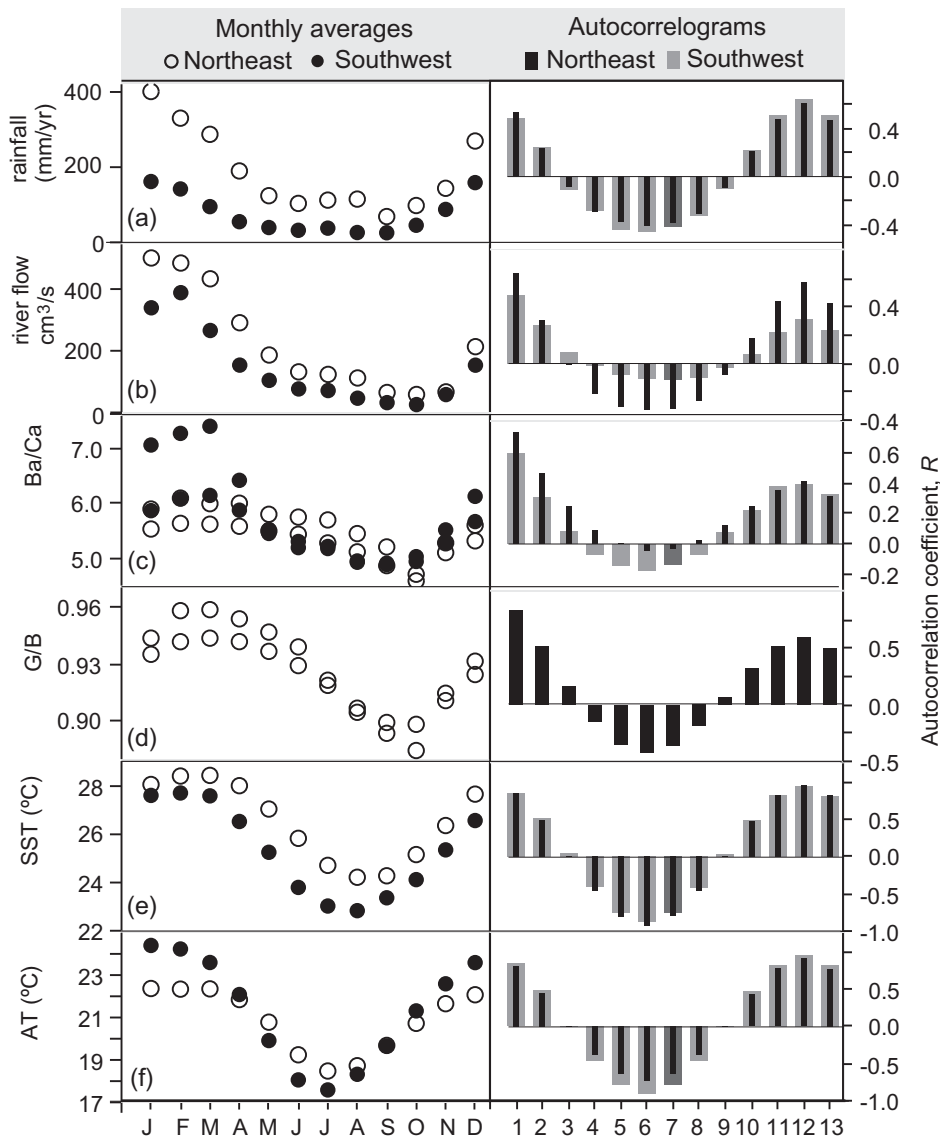 Monthly averages
Northeast Southwest
Autocorrelograms
Northeast Southwest
rainfall
(mm/yr)
400
200
0
(a)
0.4
0.0
-0.4
river flow
cm³/s
400
200
0
(b)
0.4
0.0
-0.4
Ba/Ca
7.0
6.0
5.0
(c)
0.6
0.4
0.2
0.0
-0.2
G/B
0.96
0.93
0.90
(d)
0.5
0.0
-0.5
SST (ºC)
28
26
24
22
(e)
0.5
0
-0.5
-1.0
AT (ºC)
23
21
19
18
17
(f)
0.5
0.0
-0.5
-1.0
J F M A M J J A S O N D
1 2 3 4 5 6 7 8 9 10 11 12 13
Autocorrelation coefficient, R